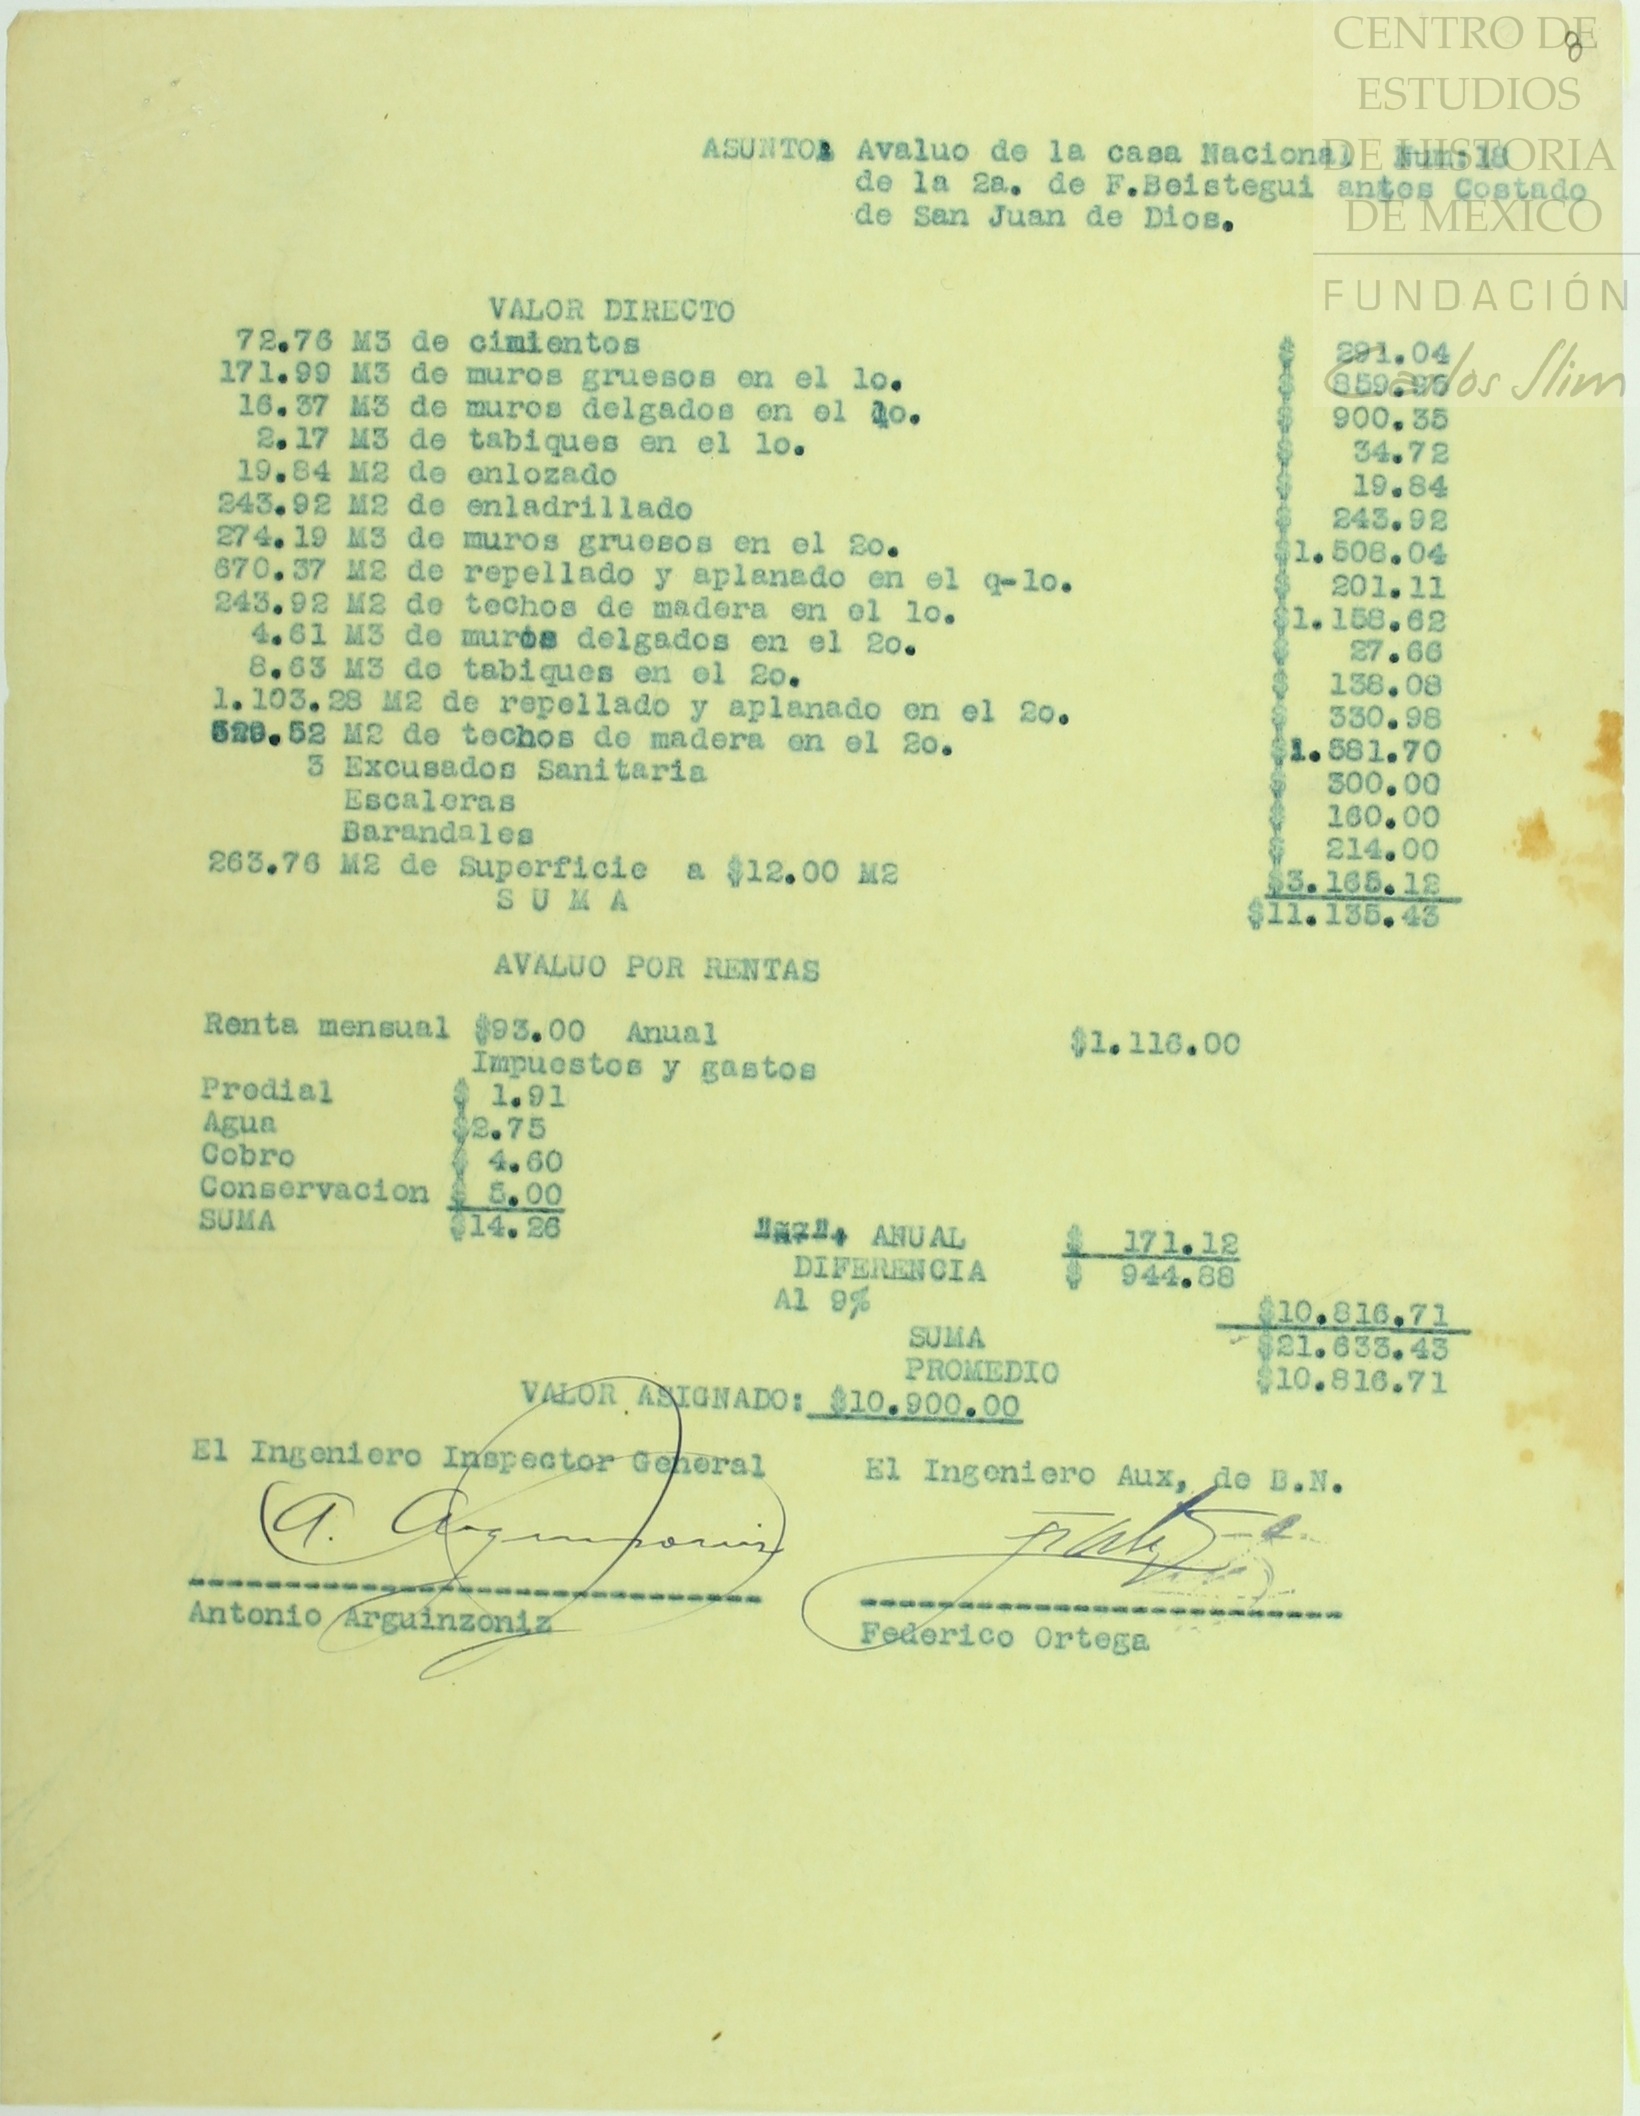 8
CENTRO DE
ESTUDIOS
DE HISTORIA
DE MEXICO
FUNDACIÓN
Carlos Slim
ASUNTO: Avaluo de la casa Nacional Num:18
de la 2a. de F.Beistegui antes Costado
de San Juan de Dios.
VALOR DIRECTO
72.76 M3 de cimientos $ 291.04
171.99 M3 de muros gruesos en el 1o. $ 859.95
16.37 M3 de muros delgados en el 1o. $ 900.35
2.17 M3 de tabiques en el 1o. $ 34.72
19.84 M2 de enlozado $ 19.84
243.92 M2 de enladrillado $ 243.92
274.19 M3 de muros gruesos en el 2o. $1.508.04
670.37 M2 de repellado y aplanado en el q-1o. $ 201.11
243.92 M2 de techos de madera en el 1o. $1.158.62
4.61 M3 de muros delgados en el 2o. $ 27.66
8.63 M3 de tabiques en el 2o. $ 138.08
1.103.28 M2 de repellado y aplanado en el 2o. $ 330.98
M2 de techos de madera en el 2o. $1.581.70
3 Excusados Sanitaria $ 300.00
Escaleras $ 160.00
Barandales $ 214.00
263.76 M2 de Superficie a $12.00 M2 $3.165.12
S U M A $11.135.43
AVALUO POR RENTAS
Renta mensual $93.00 Anual $1.116.00
Impuestos y gastos
Predial $ 1.91
Agua $2.75
Cobro $ 4.60
Conservacion $ 5.00
SUMA $14.26 ANUAL $ 171.12
DIFERENCIA $ 944.88
Al 9% $10.816.71
SUMA $21.633.43
PROMEDIO $10.816.71
VALOR ASIGNADO: $10.900.00
El Ingeniero Inspector General El Ingeniero Aux, de B.N.
A. Arguinzoniz
Antonio Arguinzoniz Federico Ortega